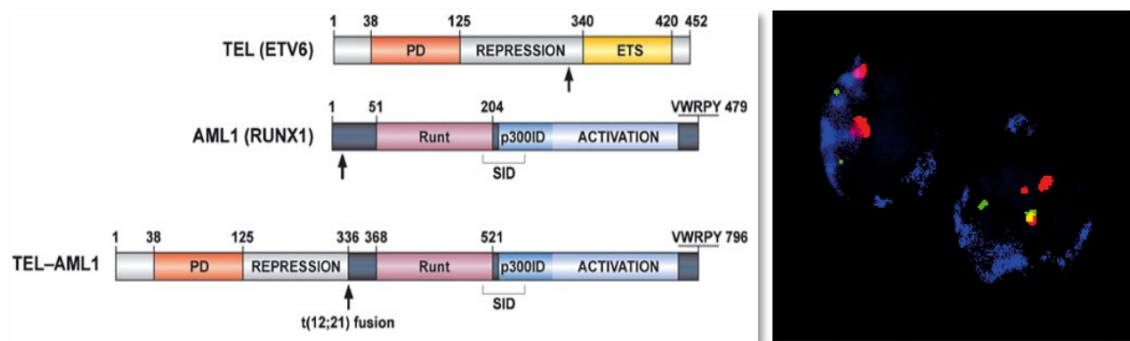 1 38 125 340 420 452
TEL (ETV6) PD REPRESSION ETS
1 51 204 VWRPY 479
AML1 (RUNX1) Runt p300ID ACTIVATION
SID
1 38 125 336 368 521 VWRPY 796
TEL–AML1 PD REPRESSION Runt p300ID ACTIVATION
SID
t(12;21) fusion